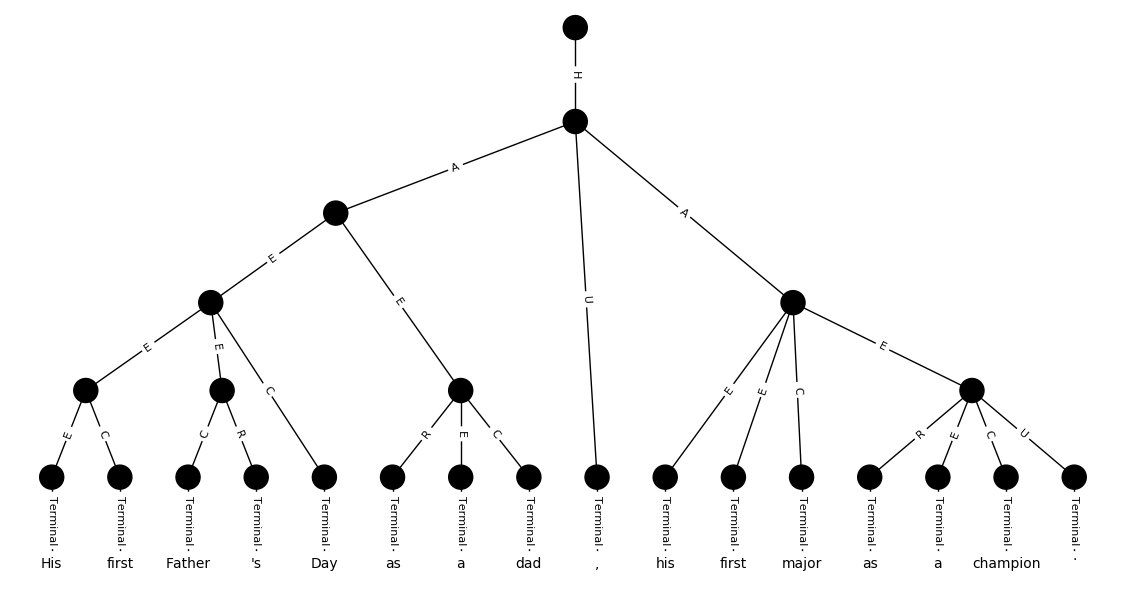 H
A
E
E
U
A
E
E
C
E
E
C
C
R
R
E
C
E
E
C
E
R
E
C
U
Terminal Terminal Terminal Terminal Terminal Terminal Terminal Terminal Terminal Terminal Terminal Terminal Terminal Terminal Terminal Terminal
His first Father 's Day as a dad , his first major as a champion .